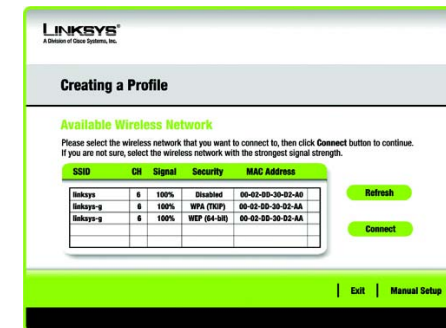 LINKSYS®
A Division of Cisco Systems, Inc.
Creating a Profile
Available Wireless Network
Please select the wireless network that you want to connect to, then click Connect button to continue.
If you are not sure, select the wireless network with the strongest signal strength.
SSID CH Signal Security MAC Address
linksys 6 100% Disabled 00-02-DD-30-D2-A0
linksys-g 6 100% WPA (TKIP) 00-02-DD-30-D2-AA
linksys-g 6 100% WEP (64-bit) 00-02-DD-30-D2-AA
Refresh
Connect
Exit Manual Setup